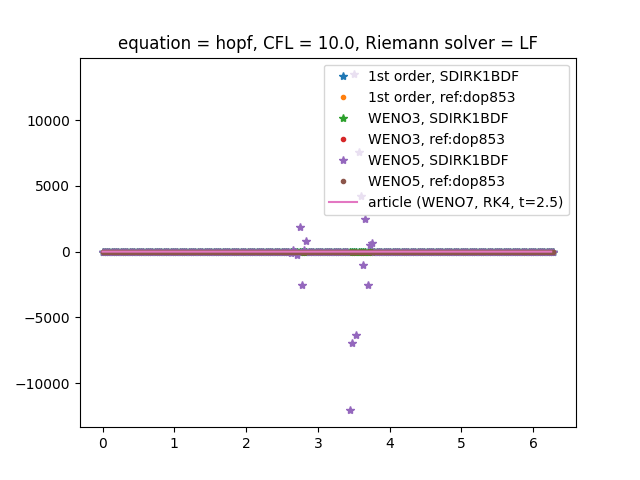 equation = hopf, CFL = 10.0, Riemann solver = LF
1st order, SDIRK1BDF
1st order, ref:dop853
WENO3, SDIRK1BDF
WENO3, ref:dop853
WENO5, SDIRK1BDF
WENO5, ref:dop853
article (WENO7, RK4, t=2.5)
10000
5000
0
−5000
−10000
0 1 2 3 4 5 6